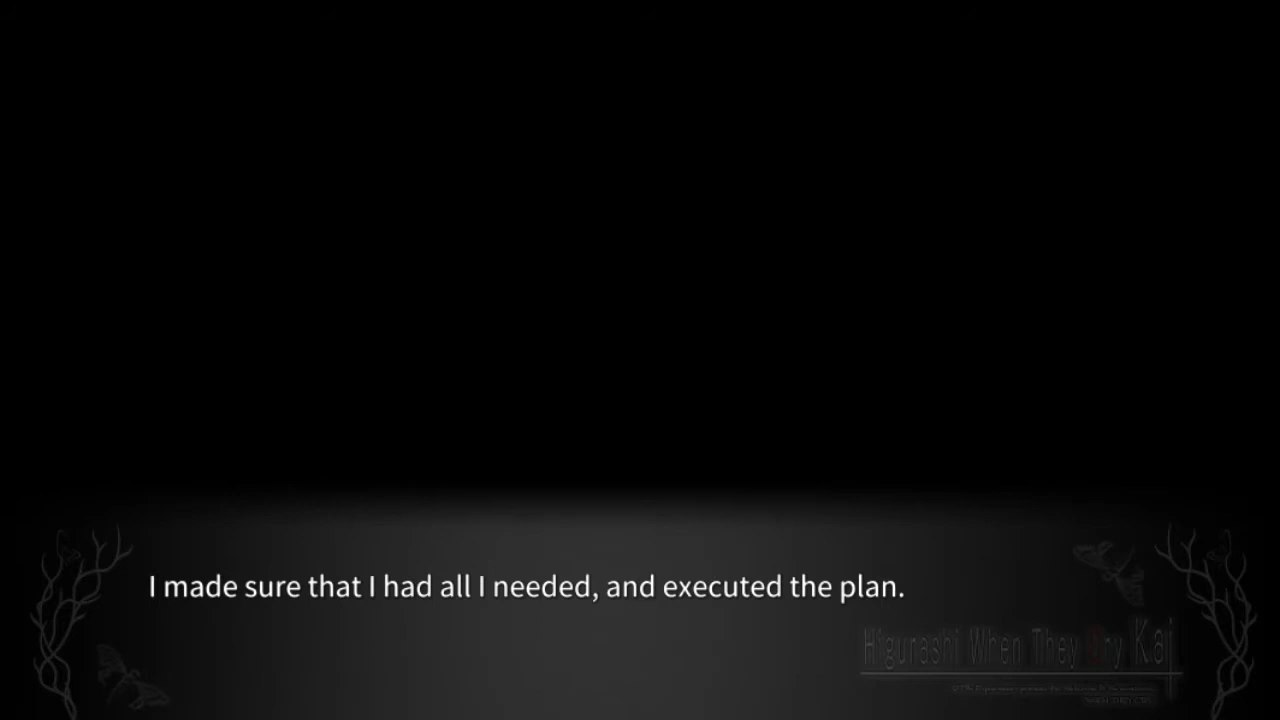 I made sure that I had all I needed, and executed the plan.
Higurashi When They Cry Kai